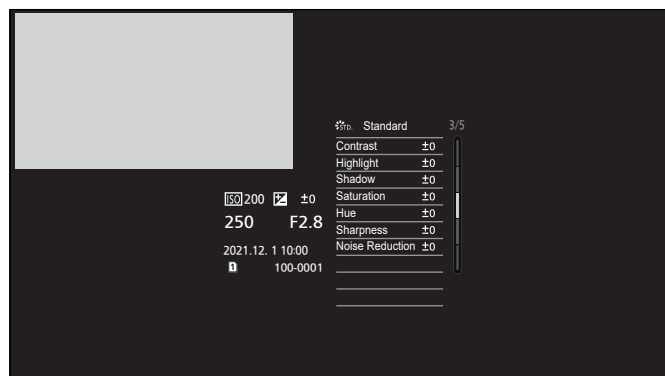 STD. Standard 3/5
Contrast ±0
Highlight ±0
Shadow ±0
Saturation ±0
Hue ±0
Sharpness ±0
Noise Reduction ±0
ISO 200 ±0
250 F2.8
2021.12. 1 10:00
1 100-0001